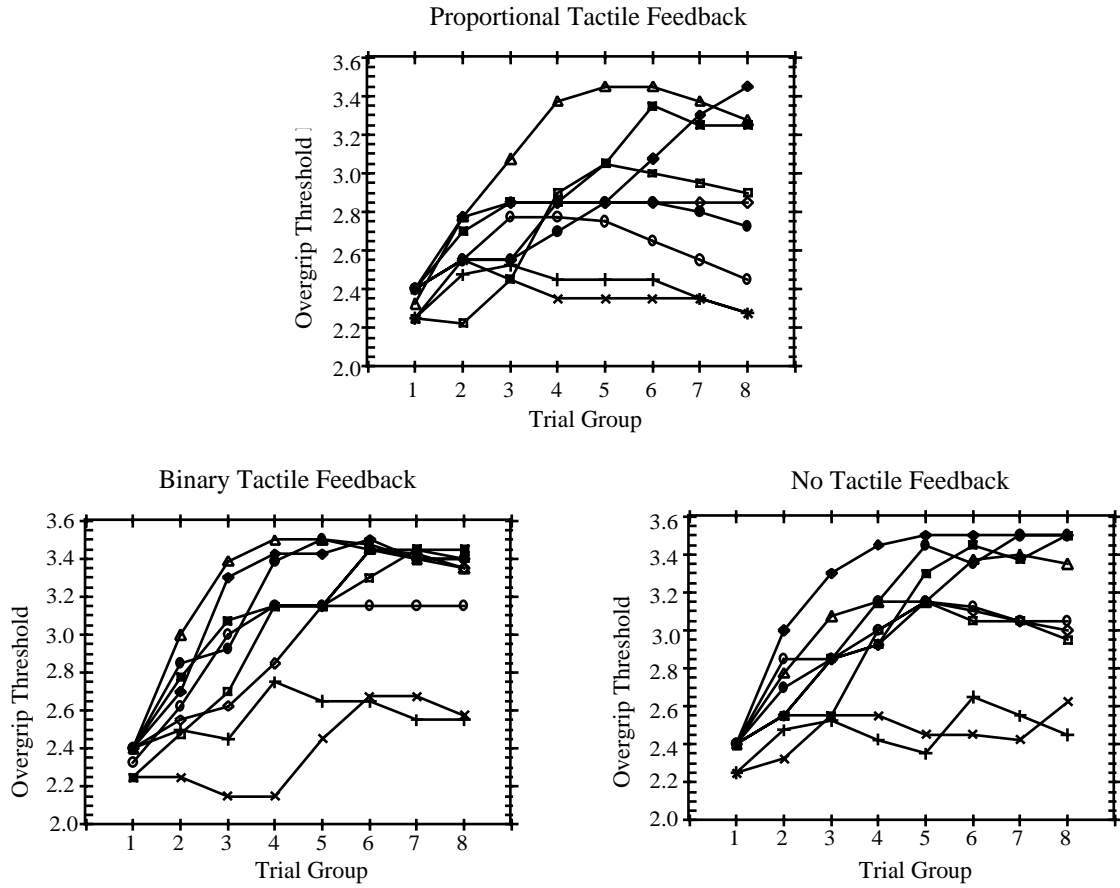 Proportional Tactile Feedback
3.6
3.4
3.2
3.0
2.8
2.6
2.4
2.2
2.0
Overgrip Threshold
1 2 3 4 5 6 7 8
Trial Group
Binary Tactile Feedback
3.6
3.4
3.2
3.0
2.8
2.6
2.4
2.2
2.0
Overgrip Threshold
1 2 3 4 5 6 7 8
Trial Group
No Tactile Feedback
3.6
3.4
3.2
3.0
2.8
2.6
2.4
2.2
2.0
Overgrip Threshold
1 2 3 4 5 6 7 8
Trial Group